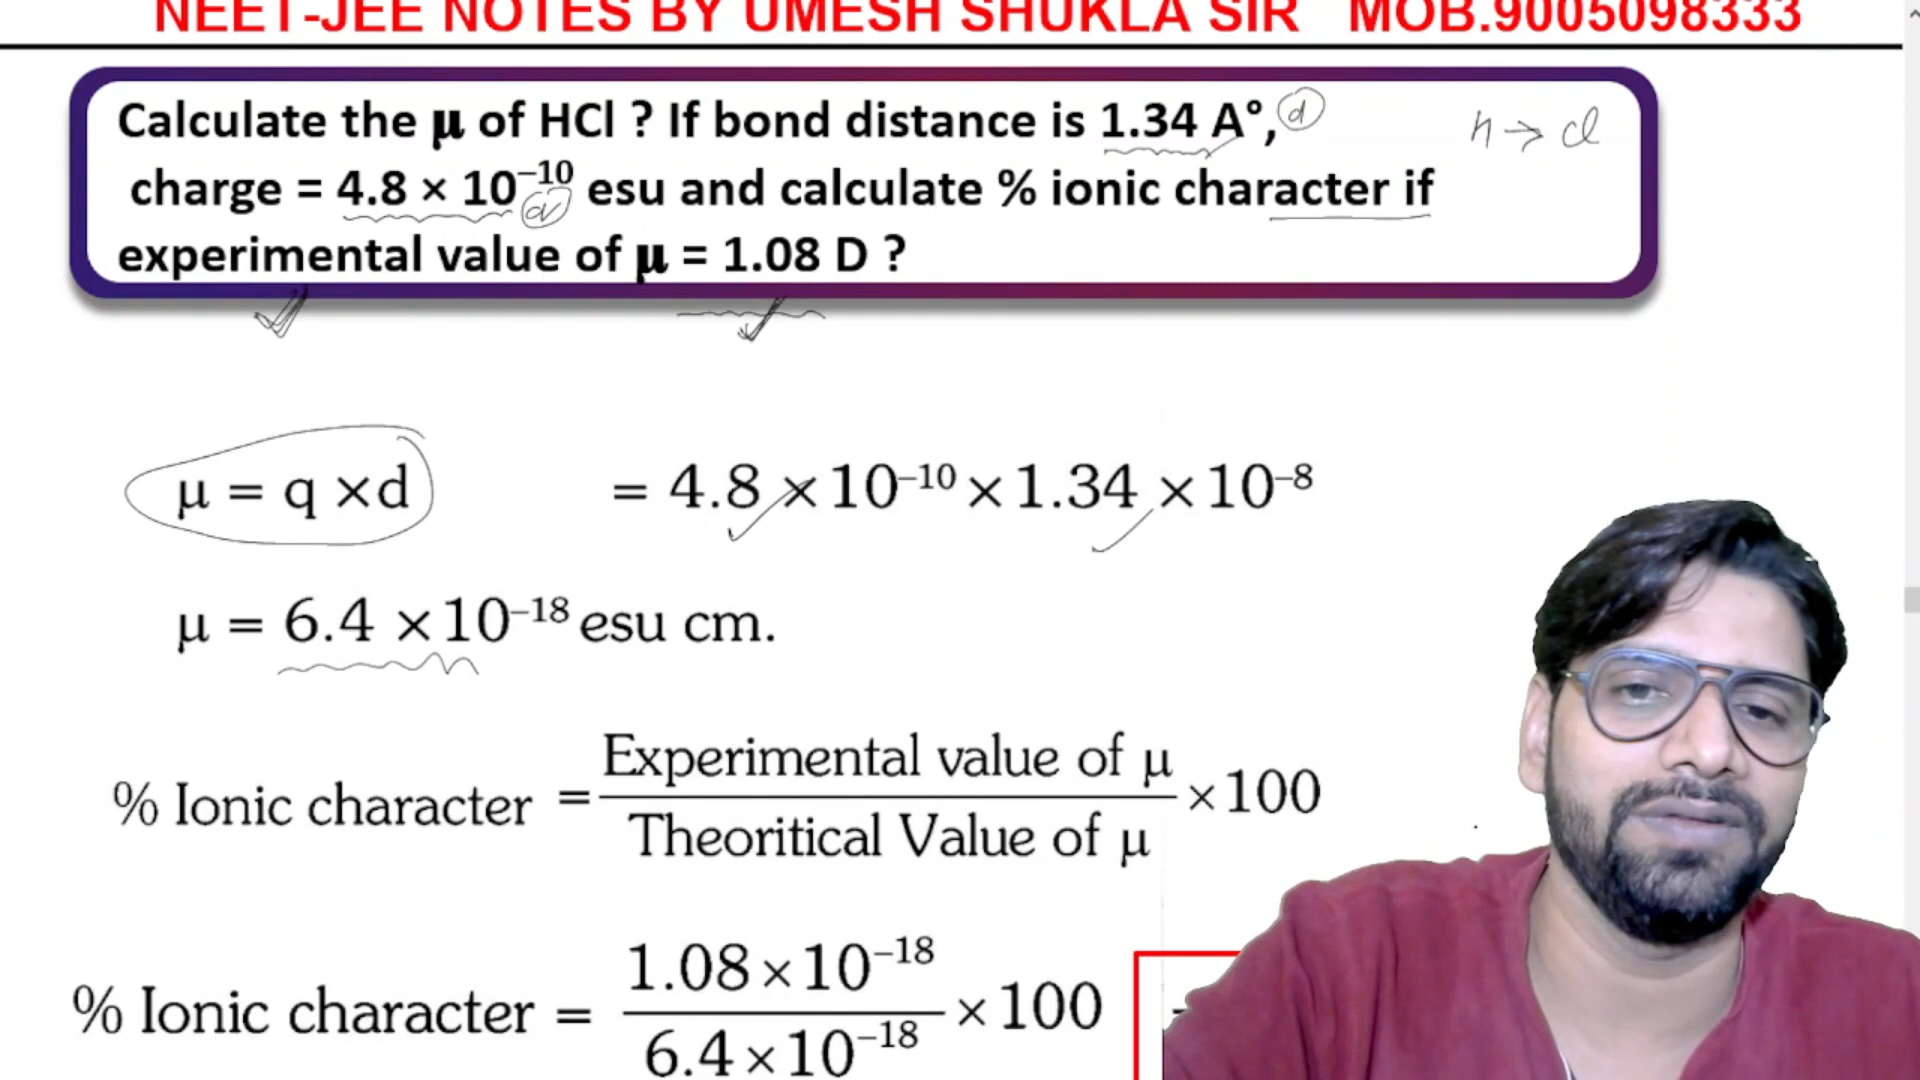 NEET-JEE NOTES BY UMESH SHUKLA SIR MOB.9005098333
Calculate the μ of HCl ? If bond distance is 1.34 A°, d
H → Cl
charge = 4.8 × 10⁻¹⁰ esu and calculate % ionic character if
experimental value of μ = 1.08 D ?
μ = q ×d = 4.8 ×10⁻¹⁰ ×1.34 ×10⁻⁸
μ = 6.4 ×10⁻¹⁸ esu cm.
% Ionic character = Experimental value of μ / Theoritical Value of μ ×100
% Ionic character = 1.08×10⁻¹⁸ / 6.4×10⁻¹⁸ ×100